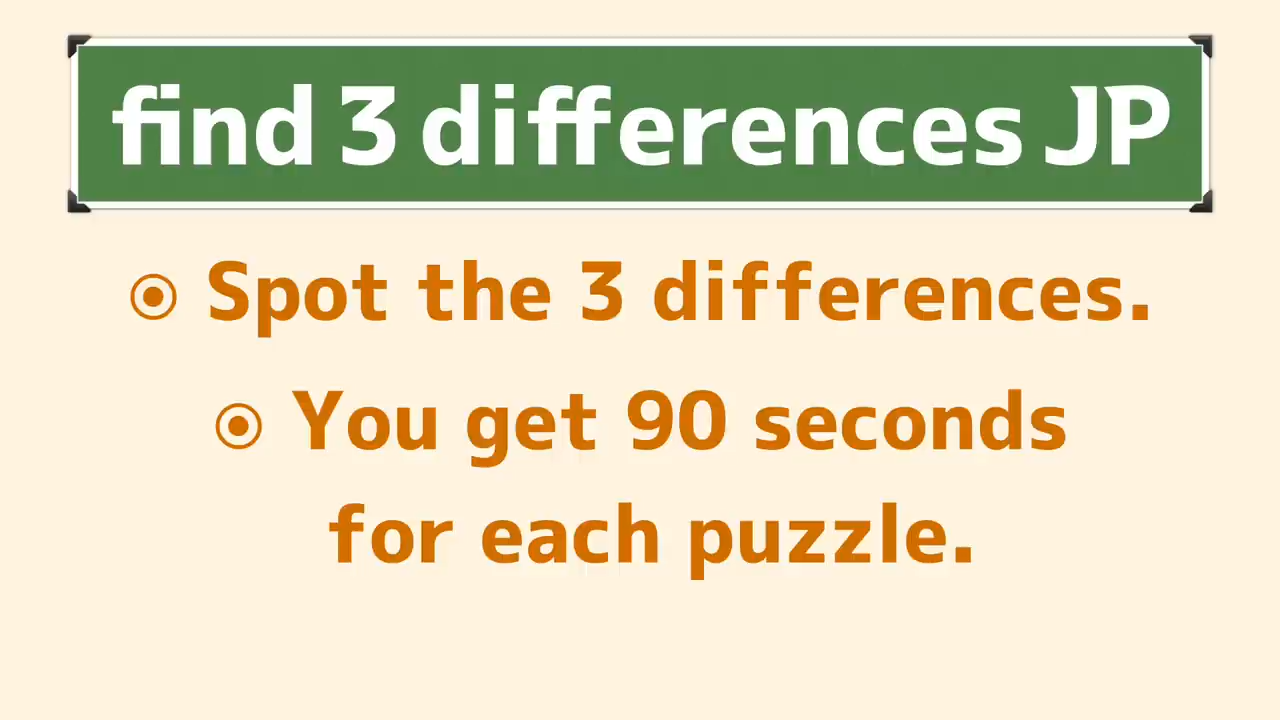 find 3 differences JP
⦿ Spot the 3 differences.
⦿ You get 90 seconds
for each puzzle.